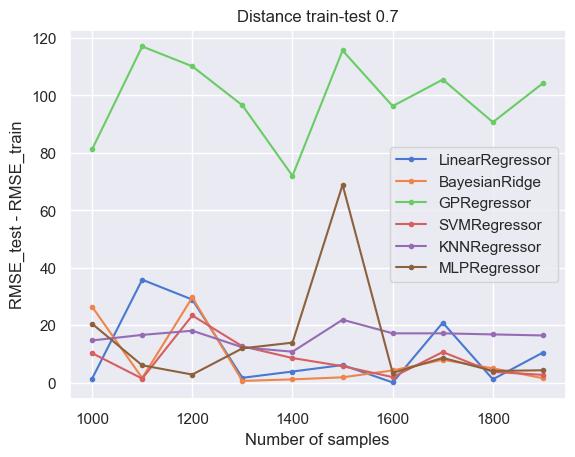 Distance train-test 0.7
RMSE_test - RMSE_train
120
100
80
60
40
20
0
LinearRegressor
BayesianRidge
GPRegressor
SVMRegressor
KNNRegressor
MLPRegressor
1000
1200
1400
1600
1800
Number of samples